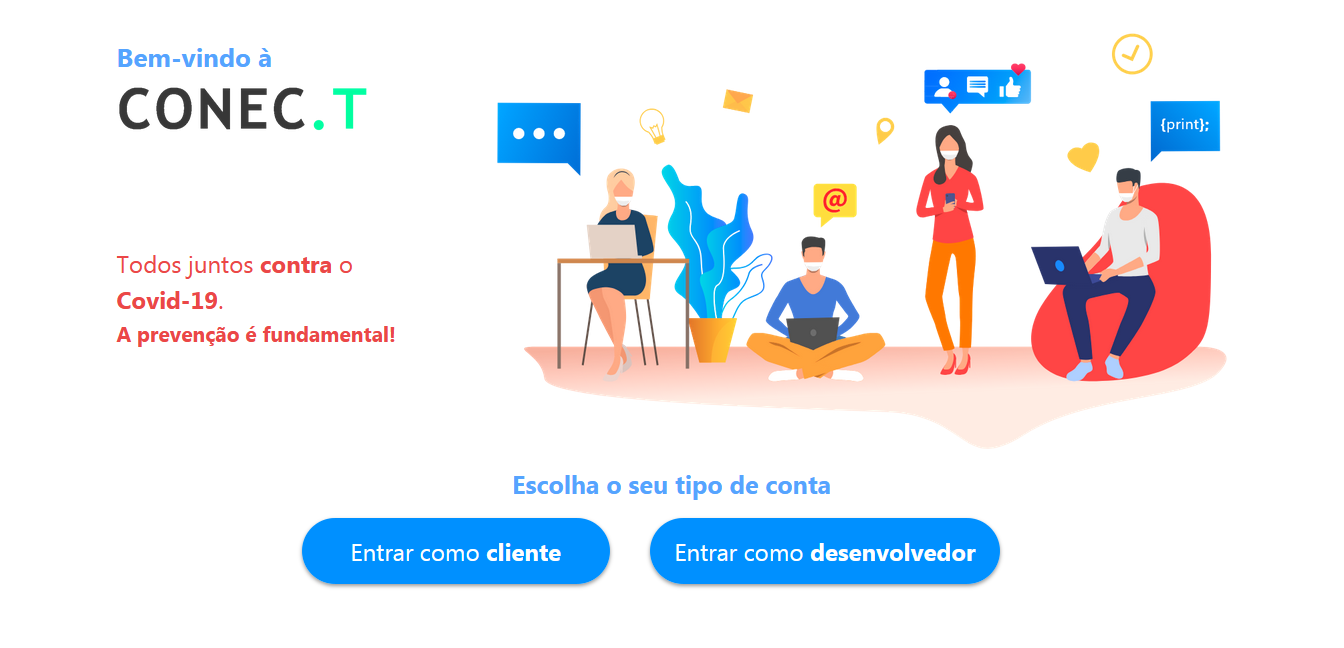 Bem-vindo à
CONEC.T
{print};
@
Todos juntos contra o
Covid-19.
A prevenção é fundamental!
Escolha o seu tipo de conta
Entrar como cliente
Entrar como desenvolvedor